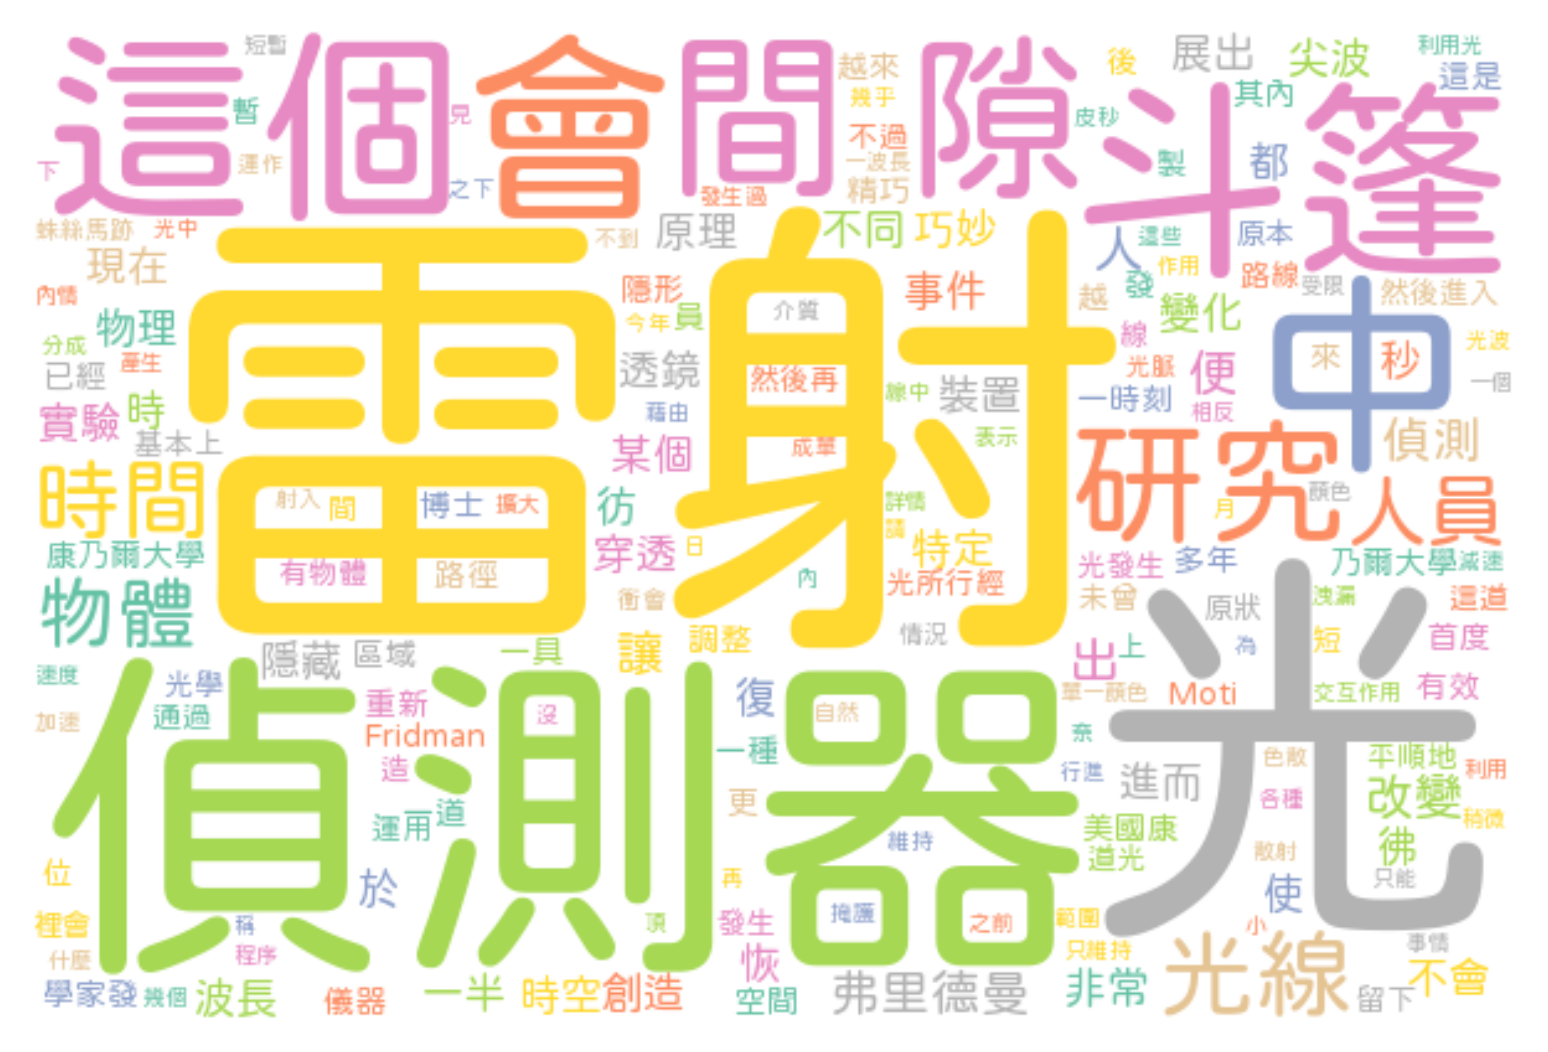 這個 會 間隙 斗篷
短暫 越來 後 展出 尖波 利用光
幾乎 這是
暫 見 不過 皮秒 其內
下 運作 之下 一波長 製 都
發生過 精巧
蛛絲馬跡 光中 不到 原理 不同 巧妙 人 這些 原本
現在 雷射 中
隱形 事件 越 發 作用 路線 受限 然後進入
內情 物理 今年 員 介質 線 變化
分成 產生 光脈 便 來 秒 光波
已經 透鏡 然後再 線中 裝置 一時刻 相反 一個
實驗 時 藉由
基本上 某個 成單 表示 研究 偵測
時間 射入 間 博士 擴大 彷 詳情 月 顏色 人員
請
康乃爾大學 有物體 路徑 穿透 日 特定 光發生 多年 乃爾大學 減速
物體 衝會 內 光所行經 未曾 原狀 洩漏 這道
光
隱藏 區域 一具 讓 調整 情況 出 上 為 短 首度
速度 光學 重新 復 單一顏色 Moti 交互作用 有效
偵測器
加速 通過 Fridman 沒 一種 自然 奈 色散 平順地
造 行進 進而 利用
更 各種 改變
運用 道 維持 美國康 稍微
道光 散射 彿
位 於 再 使 只能
裡會 稱 頂 發生 掩護 之前 範圍 小
什麼 程序 恢 只維持 光線 事情
學家發 幾個 波長 儀器 一半 時空 創造 空間 弗里德曼 非常 留下 不會